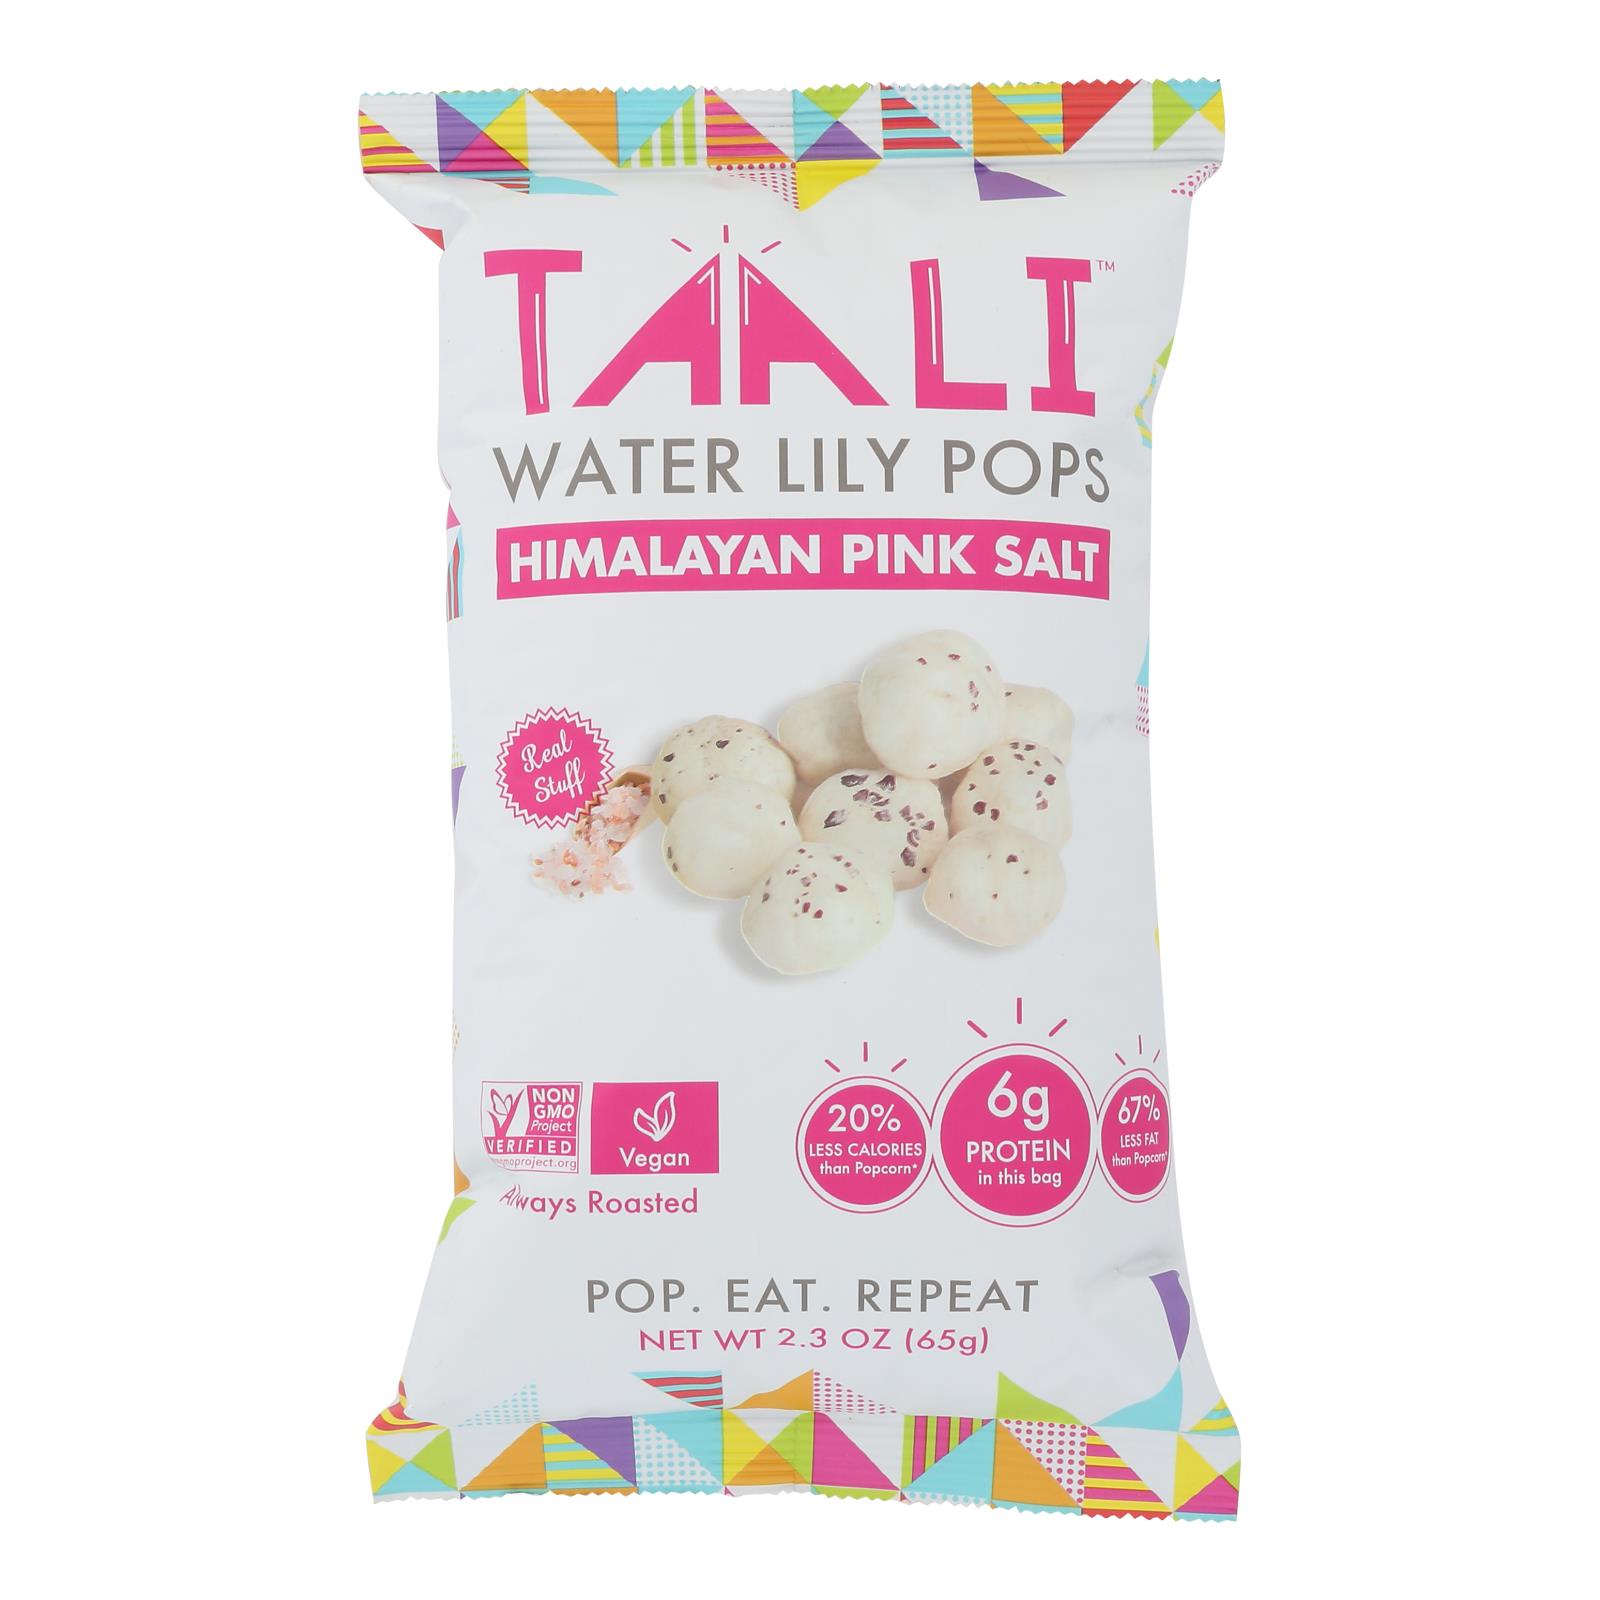 TAALI™
WATER LILY POPS
HIMALAYAN PINK SALT
Real
Stuff
NON
GMO
Project
VERIFIED
gmoproject.org
Vegan
Always Roasted
20%
LESS CALORIES
than Popcorn*
6g
PROTEIN
in this bag
67%
LESS FAT
than Popcorn*
POP. EAT. REPEAT
NET WT 2.3 OZ (65g)